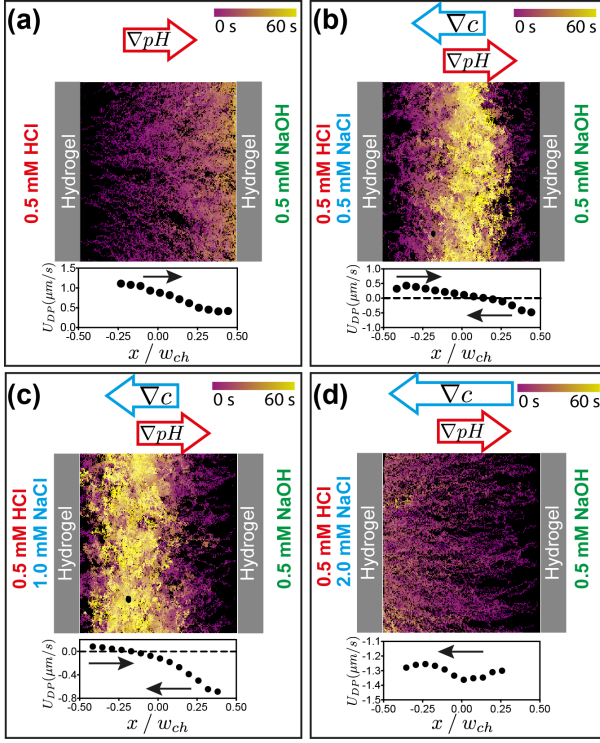 (a)
0 s 60 s
∇pH
0.5 mM HCl
Hydrogel
Hydrogel
0.5 mM NaOH
U_DP (μm/s)
1.5
1.0
0.5
0.0
-0.50 -0.25 0.00 0.25 0.50
x / w_ch
(b)
∇c
0 s 60 s
∇pH
0.5 mM HCl
0.5 mM NaCl
Hydrogel
Hydrogel
0.5 mM NaOH
U_DP (μm/s)
1.0
0.5
0.0
-0.5
-1.0
-0.50 -0.25 0.00 0.25 0.50
x / w_ch
(c)
∇c
0 s 60 s
∇pH
0.5 mM HCl
1.0 mM NaCl
Hydrogel
Hydrogel
0.5 mM NaOH
U_DP (μm/s)
0.0
-0.4
-0.8
-0.50 -0.25 0.00 0.25 0.50
x / w_ch
(d)
∇c
0 s 60 s
∇pH
0.5 mM HCl
2.0 mM NaCl
Hydrogel
Hydrogel
0.5 mM NaOH
U_DP (μm/s)
-1.1
-1.2
-1.3
-1.4
-1.5
-0.50 -0.25 0.00 0.25 0.50
x / w_ch